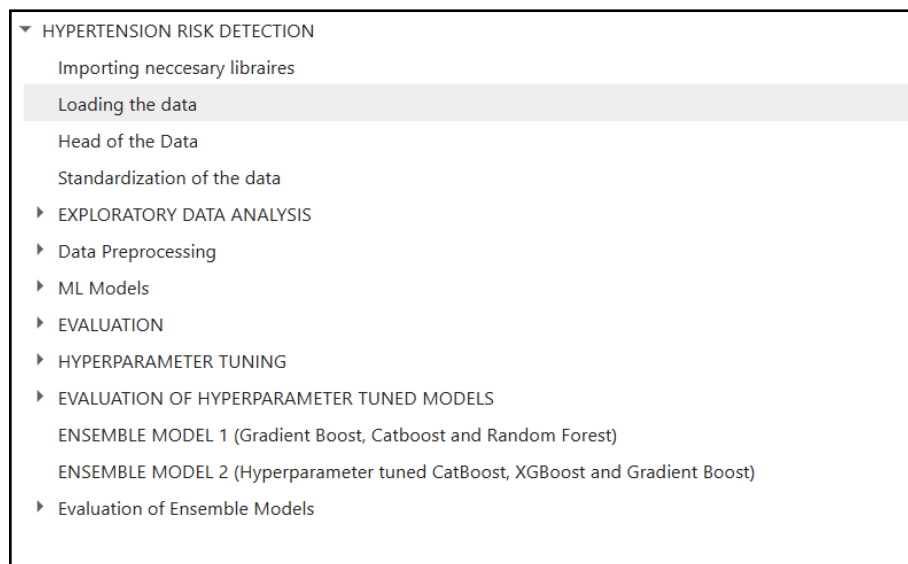 HYPERTENSION RISK DETECTION
Importing neccesary libraires
Loading the data
Head of the Data
Standardization of the data
EXPLORATORY DATA ANALYSIS
Data Preprocessing
ML Models
EVALUATION
HYPERPARAMETER TUNING
EVALUATION OF HYPERPARAMETER TUNED MODELS
ENSEMBLE MODEL 1 (Gradient Boost, Catboost and Random Forest)
ENSEMBLE MODEL 2 (Hyperparameter tuned CatBoost, XGBoost and Gradient Boost)
Evaluation of Ensemble Models